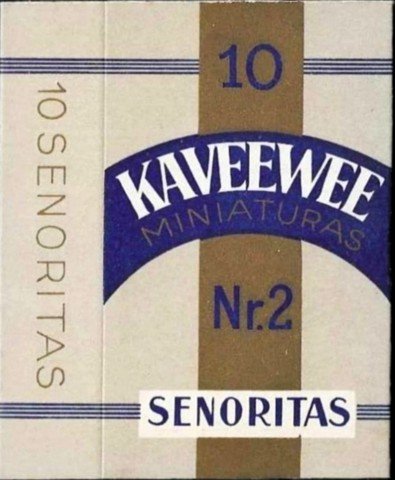 10 SENORITAS
10
KAVEEWEE
MINIATURAS
Nr.2
SENORITAS